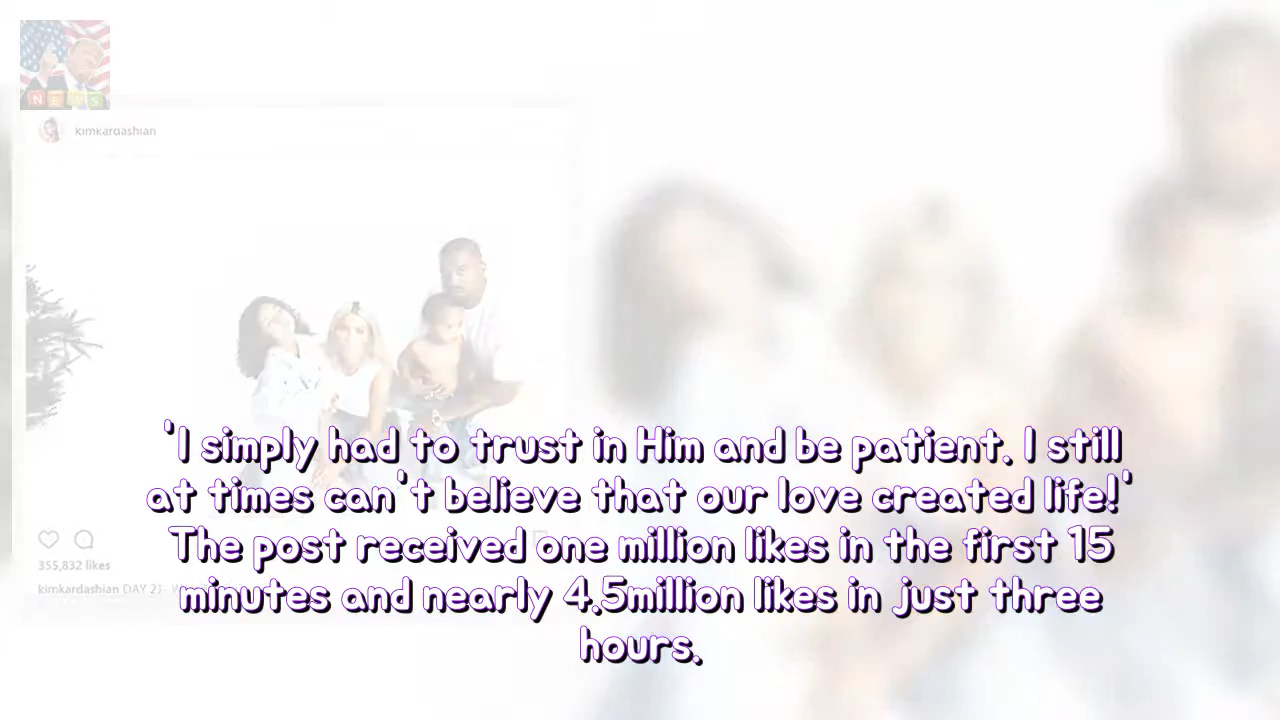 NEWS
kimkardashian
'I simply had to trust in Him and be patient. I still
at times can't believe that our love created life!'
The post received one million likes in the first 15
minutes and nearly 4.5million likes in just three
hours.
355,832 likes
kimkardashian DAY 21-